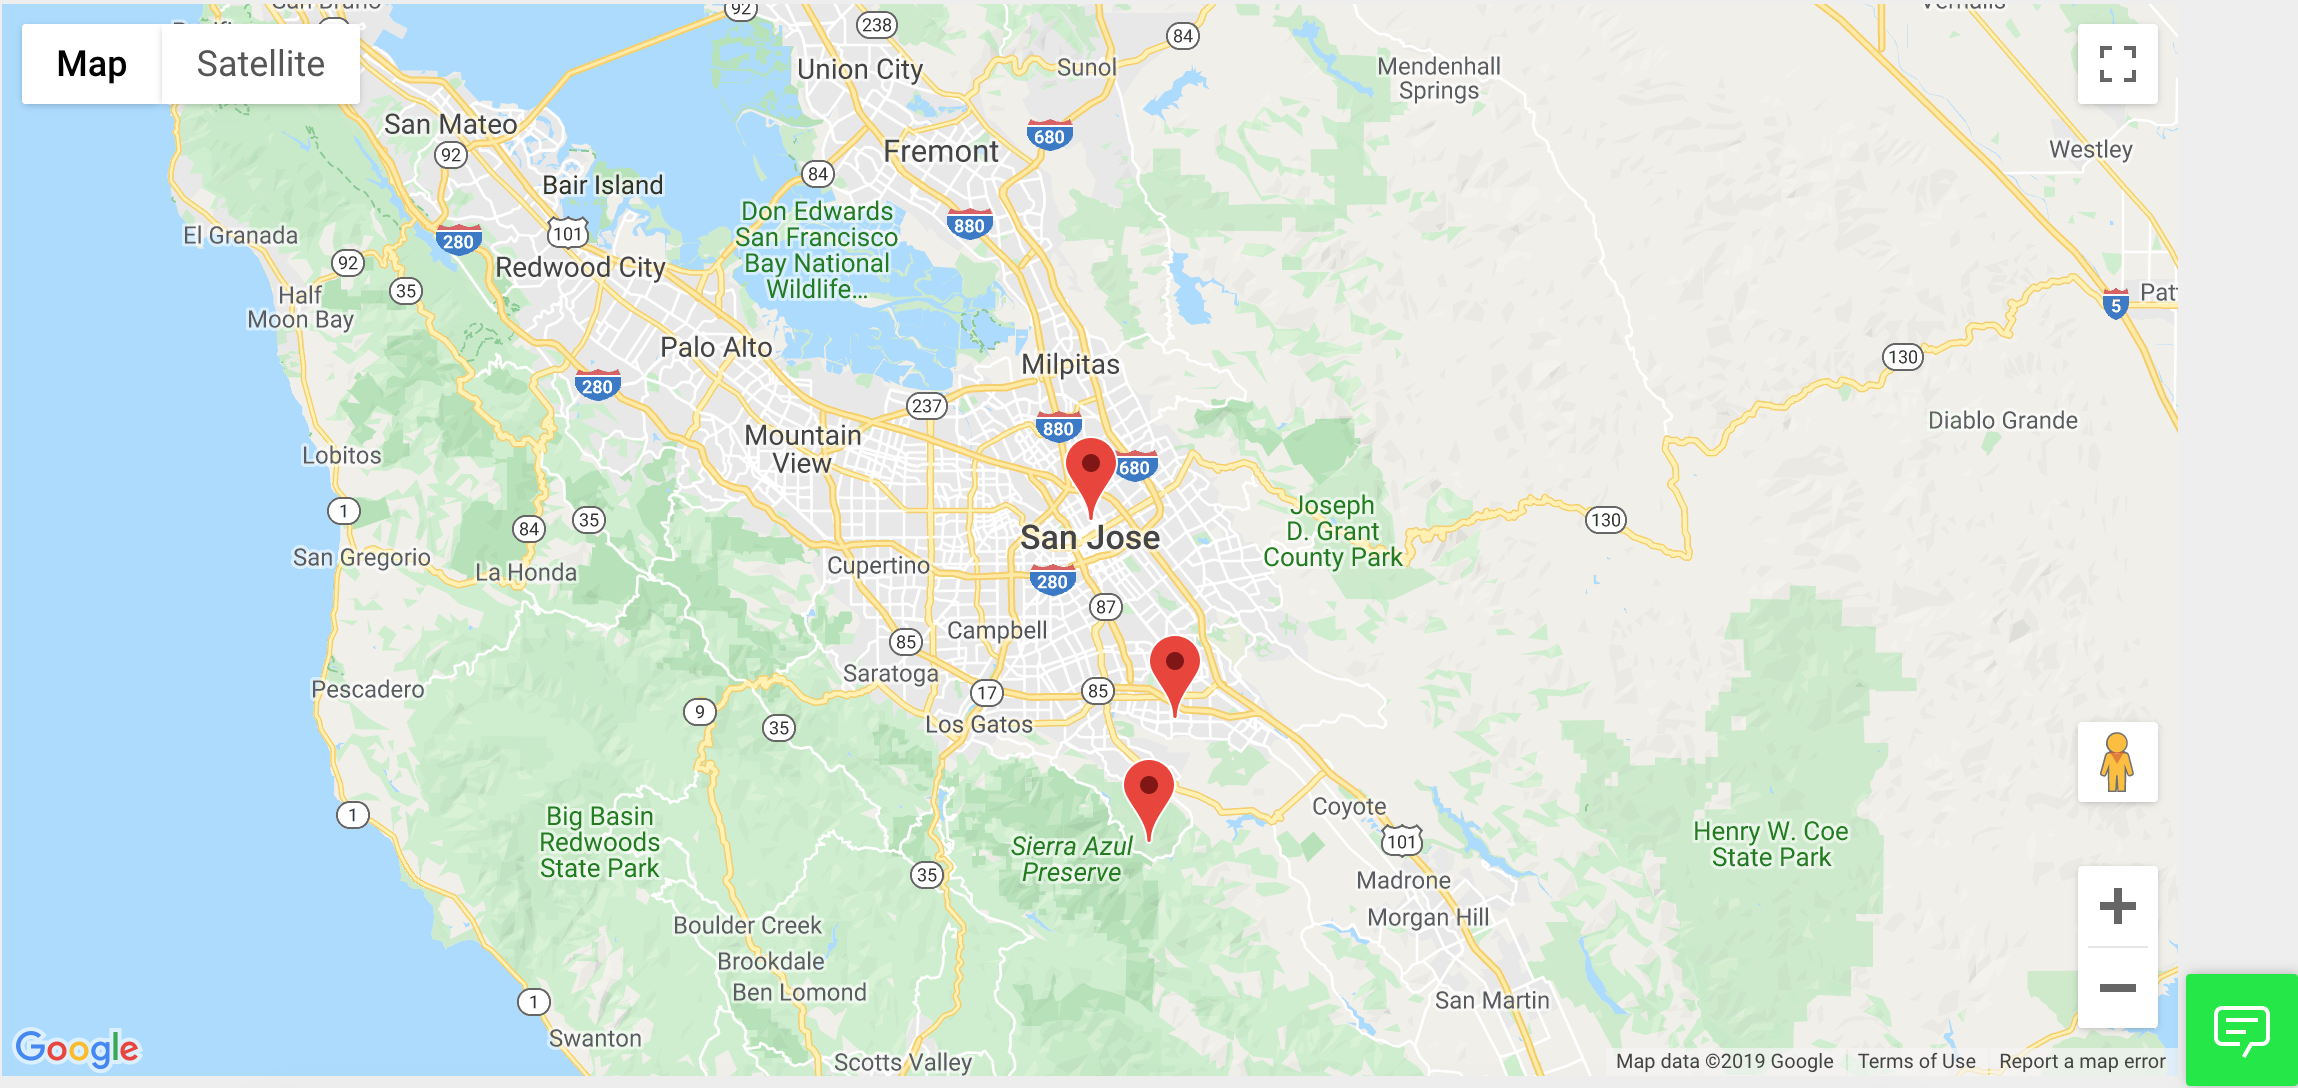 San Bruno
92
238
84
Vernalis
Map
Satellite
Union City
Sunol
Mendenhall
Springs
San Mateo
92
680
Fremont
Westley
84
Bair Island
Don Edwards
San Francisco
Bay National
Wildlife...
880
101
El Granada
280
92
Redwood City
35
Half
Moon Bay
5
Palo Alto
Milpitas
130
280
237
Diablo Grande
880
Mountain
View
Lobitos
680
1
Joseph
D. Grant
County Park
84
35
130
San Jose
San Gregorio
La Honda
Cupertino
280
87
Campbell
85
Saratoga
Pescadero
17
85
9
35
Los Gatos
1
Big Basin
Redwoods
State Park
Coyote
Henry W. Coe
State Park
101
Sierra Azul
Preserve
35
Madrone
Morgan Hill
Boulder Creek
Brookdale
Ben Lomond
1
San Martin
Swanton
Scotts Valley
Google
Map data ©2019 Google
Terms of Use
Report a map error